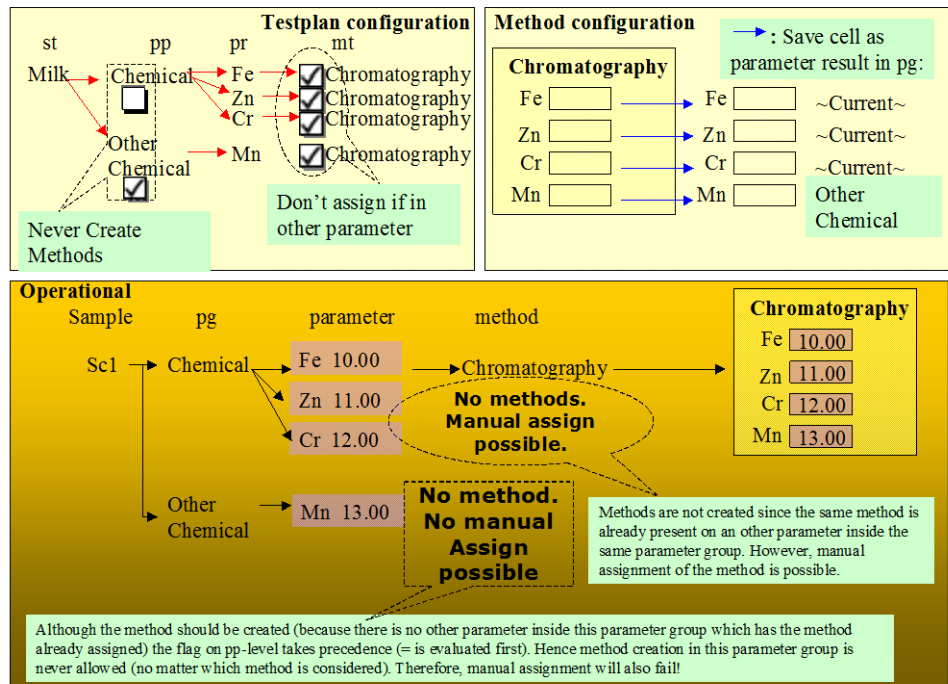 Testplan configuration
st pp pr mt
Milk Chemical Fe Chromatography
Zn Chromatography
Cr Chromatography
Other
Chemical Mn Chromatography
Never Create
Methods
Don't assign if in
other parameter
Method configuration
: Save cell as
parameter result in pg:
Chromatography
Fe Fe ~Current~
Zn Zn ~Current~
Cr Cr ~Current~
Mn Mn Other
Chemical
Operational
Sample pg parameter method
Sc1 Chemical Fe 10.00 Chromatography
Zn 11.00
Cr 12.00
No methods.
Manual assign
possible.
Chromatography
Fe 10.00
Zn 11.00
Cr 12.00
Mn 13.00
Other
Chemical
Mn 13.00
No method.
No manual
Assign
possible
Methods are not created since the same method is
already present on an other parameter inside the
same parameter group. However, manual
assignment of the method is possible.
Although the method should be created (because there is no other parameter inside this parameter group which has the method
already assigned) the flag on pp-level takes precedence (= is evaluated first). Hence method creation in this parameter group is
never allowed (no matter which method is considered). Therefore, manual assignment will also fail!